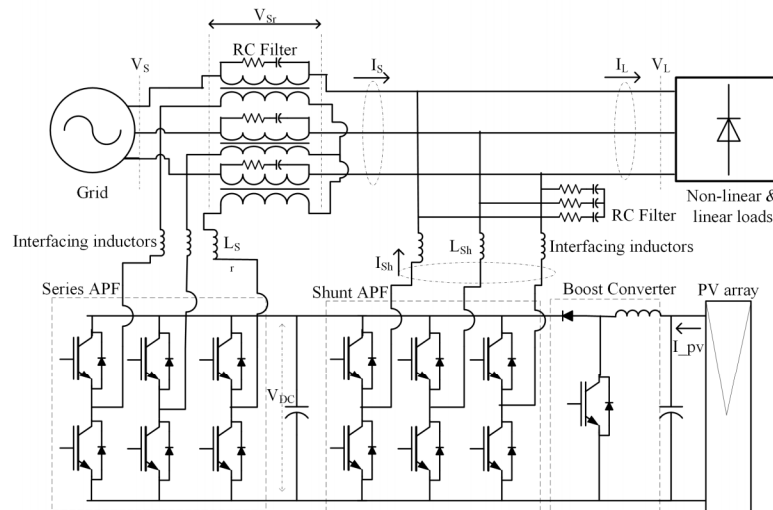 V_Sr
RC Filter
V_S
I_S
I_L
V_L
Grid
Non-linear &
linear loads
RC Filter
Interfacing inductors
L_S
r
I_Sh
L_Sh
Interfacing inductors
Series APF
Shunt APF
Boost Converter
PV array
I_pv
V_DC